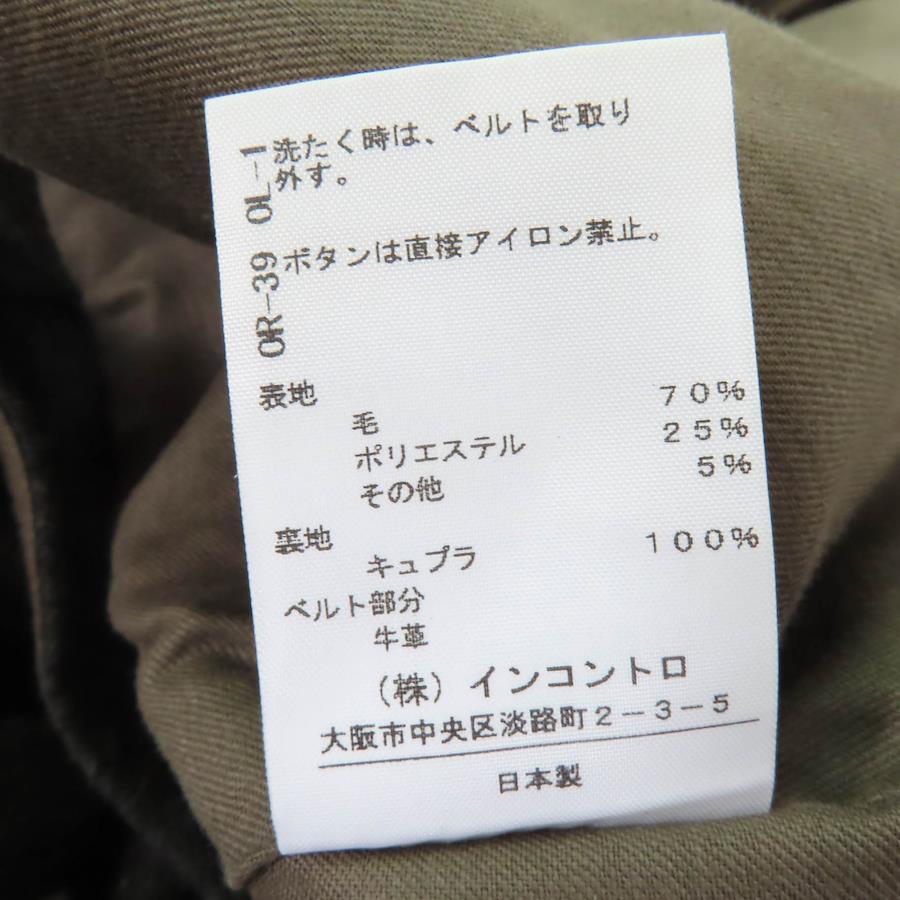 洗たく時は、ベルトを取り
外す。
ボタンは直接アイロン禁止。
OR-39 OL-1
表地
毛 70%
ポリエステル 25%
その他 5%
裏地
キュプラ 100%
ベルト部分
牛革
(株) インコントロ
大阪市中央区淡路町2-3-5
日本製